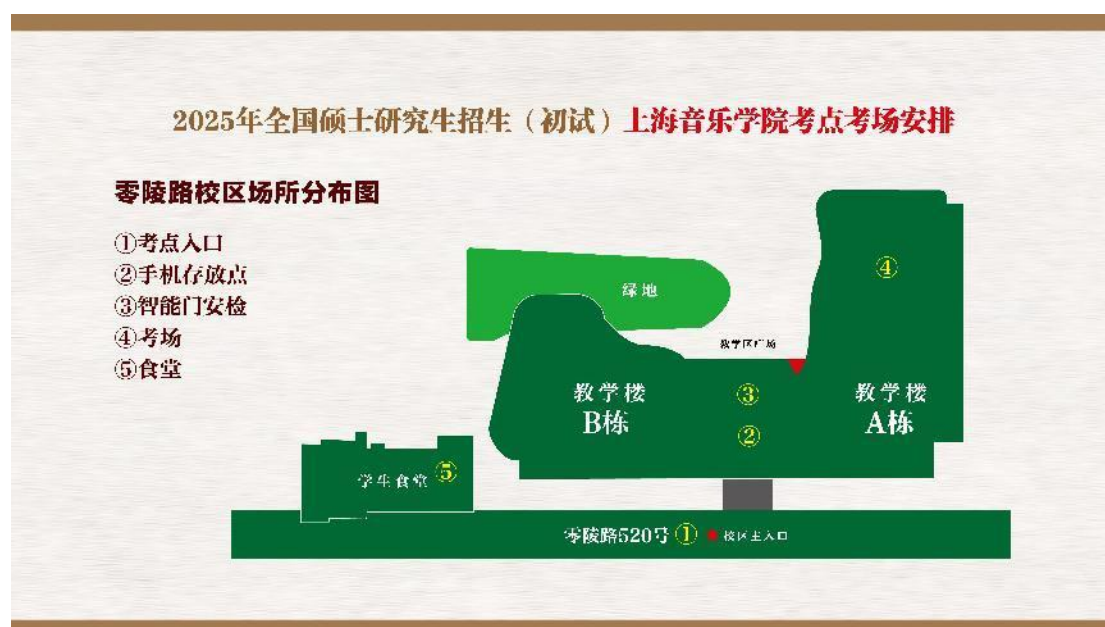 2025年全国硕士研究生招生（初试）上海音乐学院考点考场安排
零陵路校区场所分布图
①考点入口
②手机存放点
③智能门安检
④考场
⑤食堂
④
绿地
教学区广场
教学楼
B栋
③
②
教学楼
A栋
学生食堂 ⑤
零陵路520号 ① 校区主入口